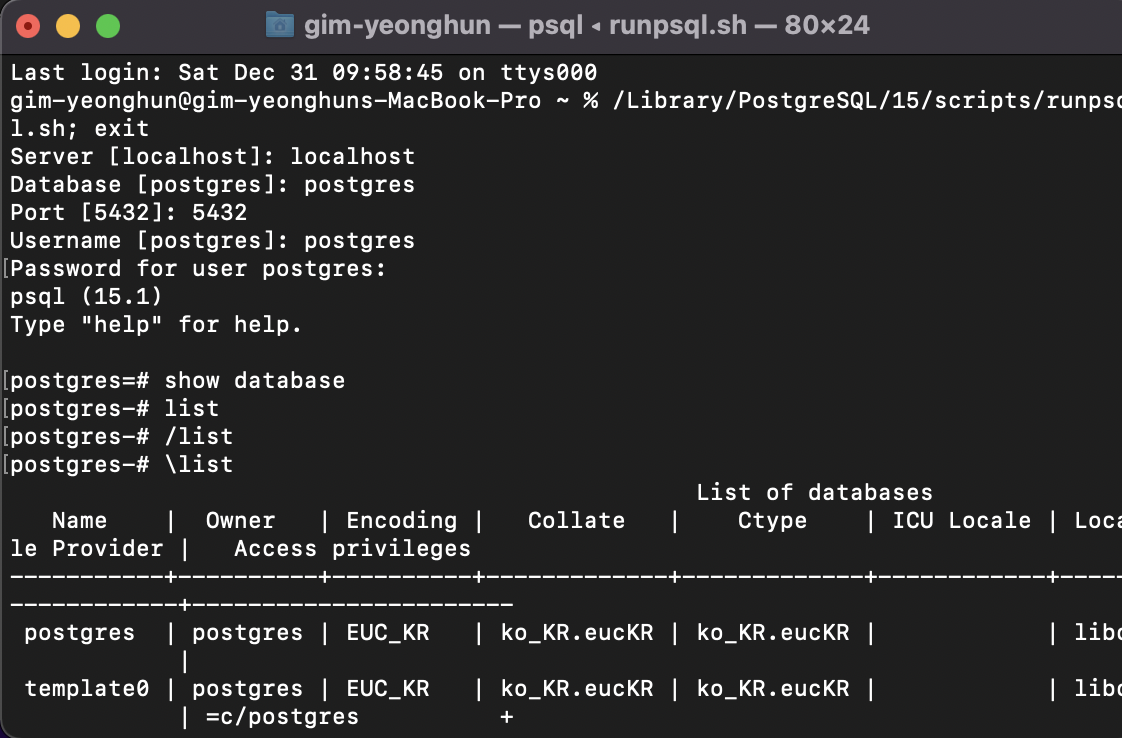 gim-yeonghun — psql ◂ runpsql.sh — 80×24
Last login: Sat Dec 31 09:58:45 on ttys000
gim-yeonghun@gim-yeonghuns-MacBook-Pro ~ % /Library/PostgreSQL/15/scripts/runpsq
l.sh; exit
Server [localhost]: localhost
Database [postgres]: postgres
Port [5432]: 5432
Username [postgres]: postgres
[Password for user postgres:
psql (15.1)
Type "help" for help.
[postgres=# show database
[postgres-# list
[postgres-# /list
[postgres-# \list
List of databases
Name | Owner | Encoding | Collate | Ctype | ICU Locale | Loca
le Provider | Access privileges
-----------+----------+----------+-------------+-------------+------------+-----
------------+-----------------------
postgres | postgres | EUC_KR | ko_KR.eucKR | ko_KR.eucKR | | libc
|
template0 | postgres | EUC_KR | ko_KR.eucKR | ko_KR.eucKR | | libc
| =c/postgres +